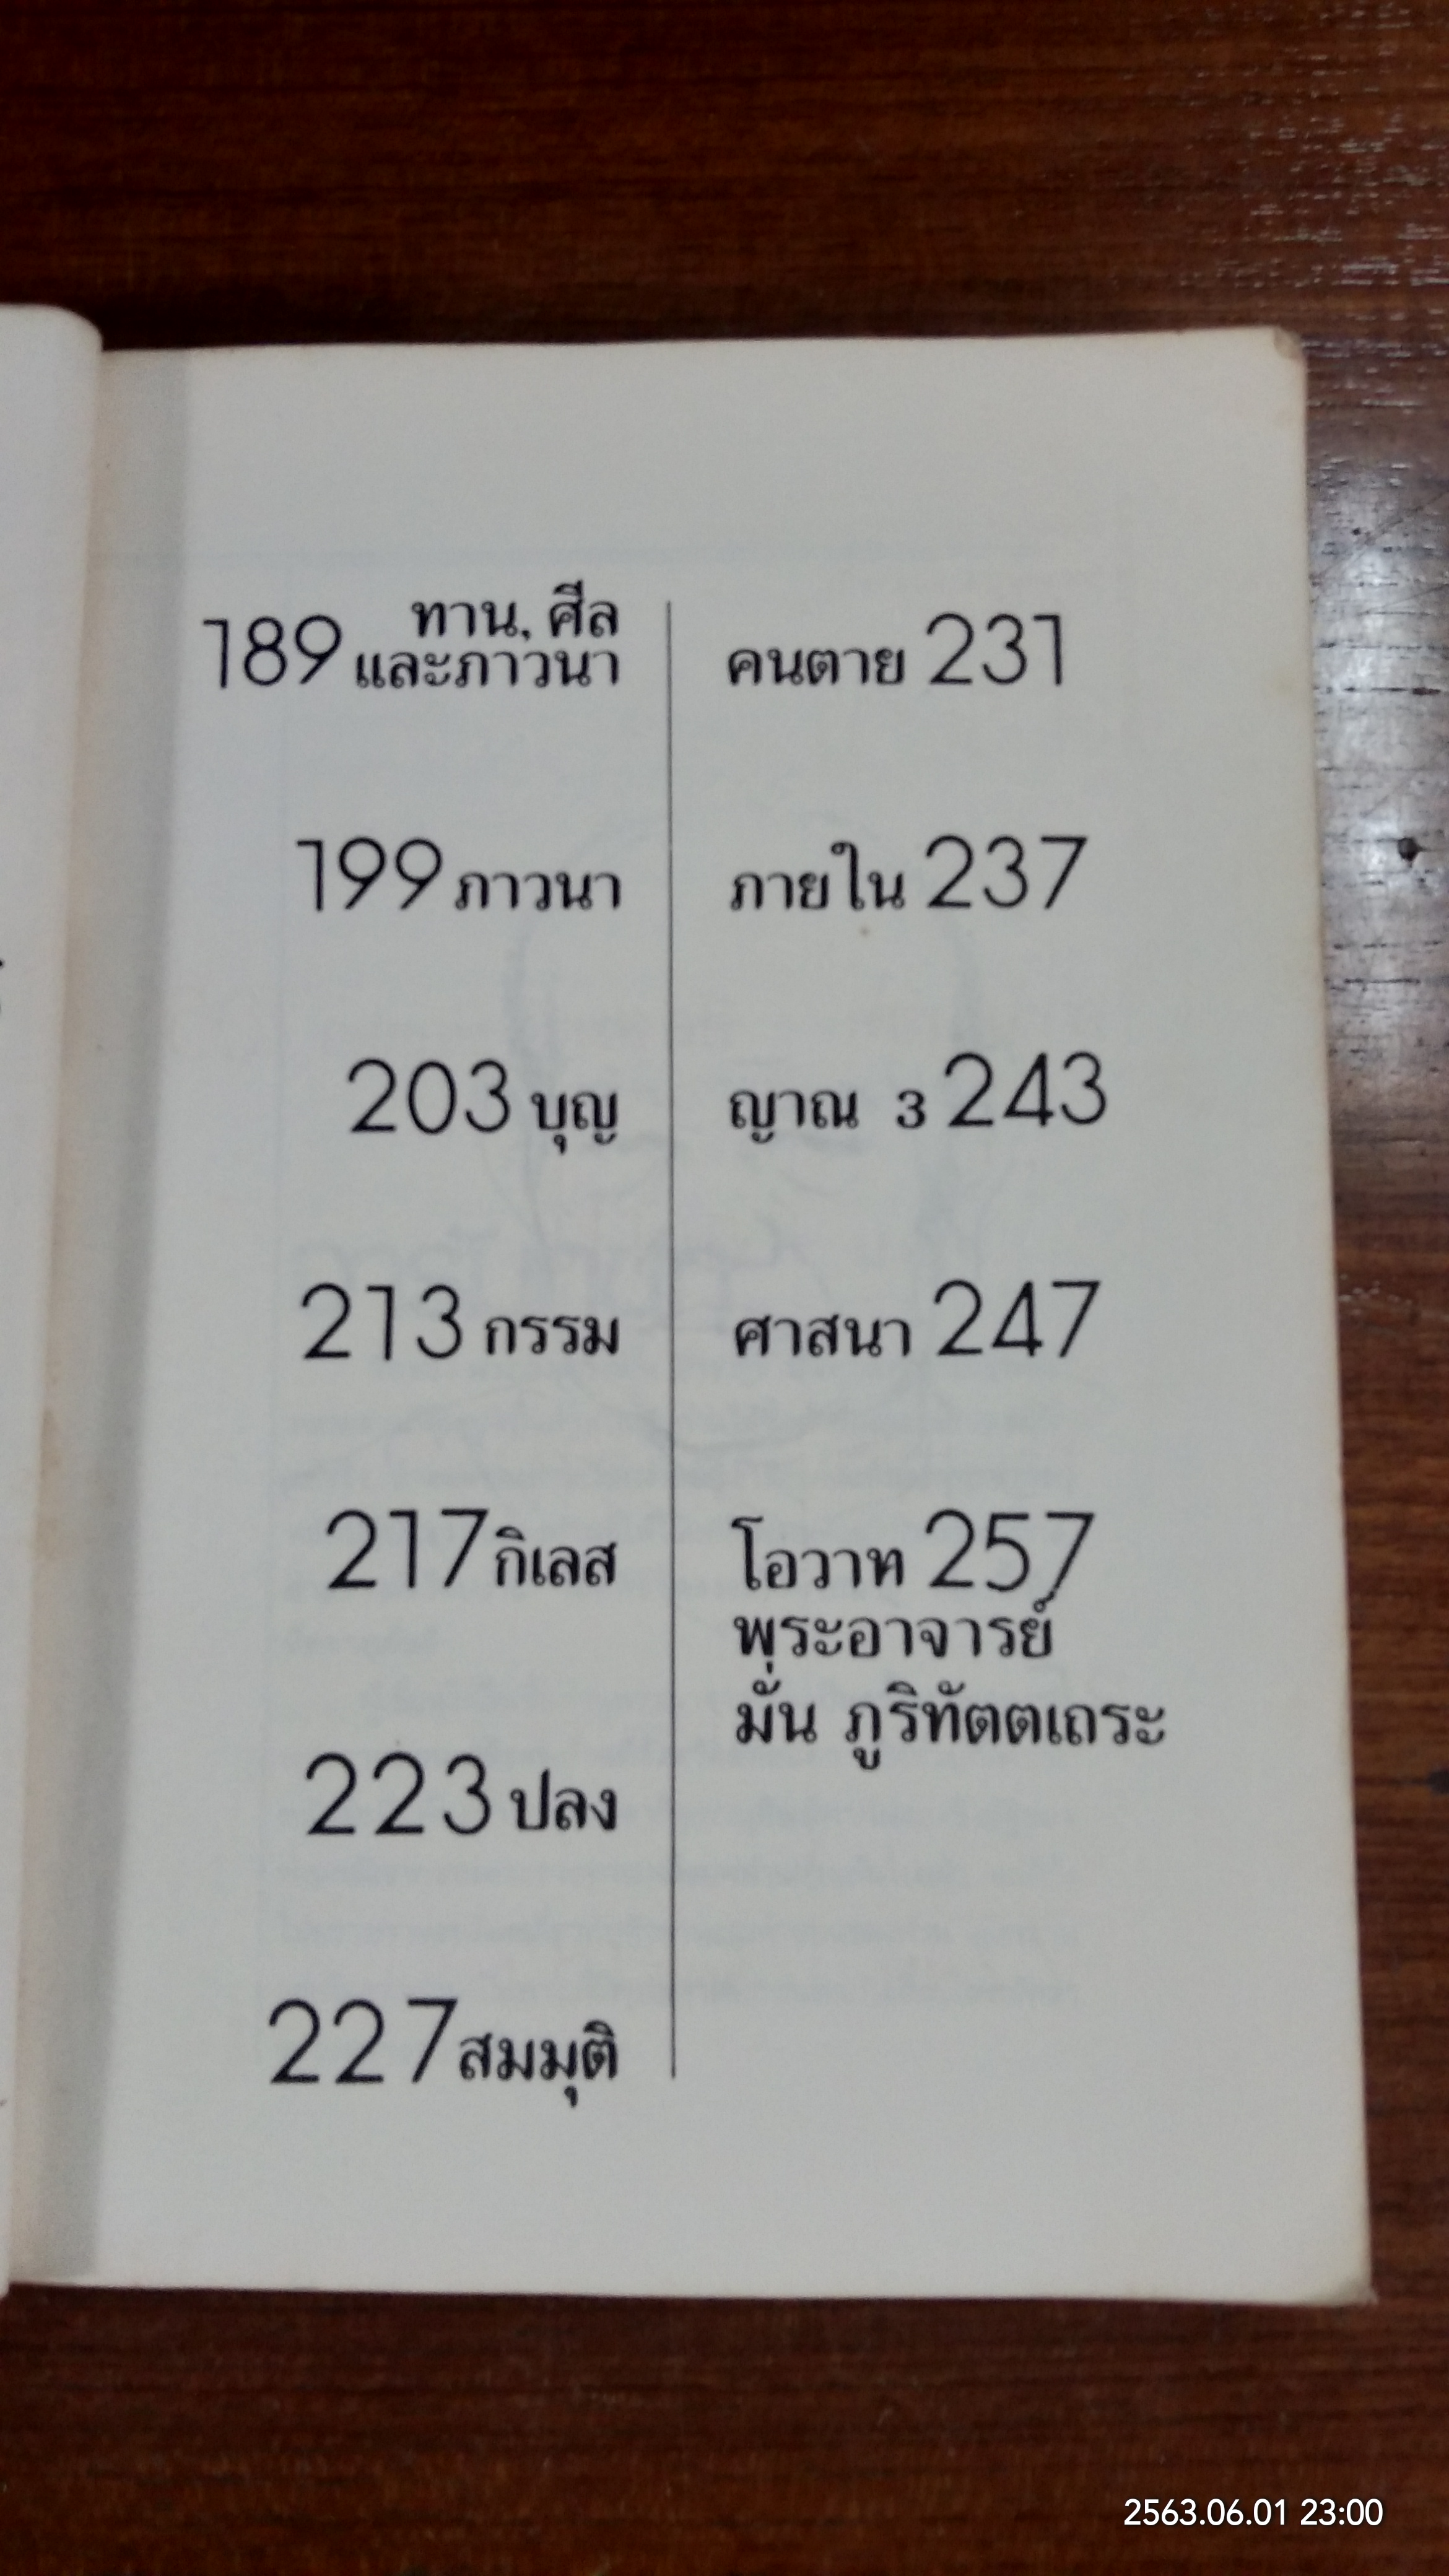 ทาน, ศีล
189 และภาวนา
199 ภาวนา
203 บุญ
213 กรรม
217 กิเลส
223 ปลง
227 สมมุติ
คนตาย 231
ภายใน 237
ญาณ 3 243
ศาสนา 247
โอวาท 257
พระอาจารย์
มั่น ภูริทัตตเถระ
2563.06.01 23:00